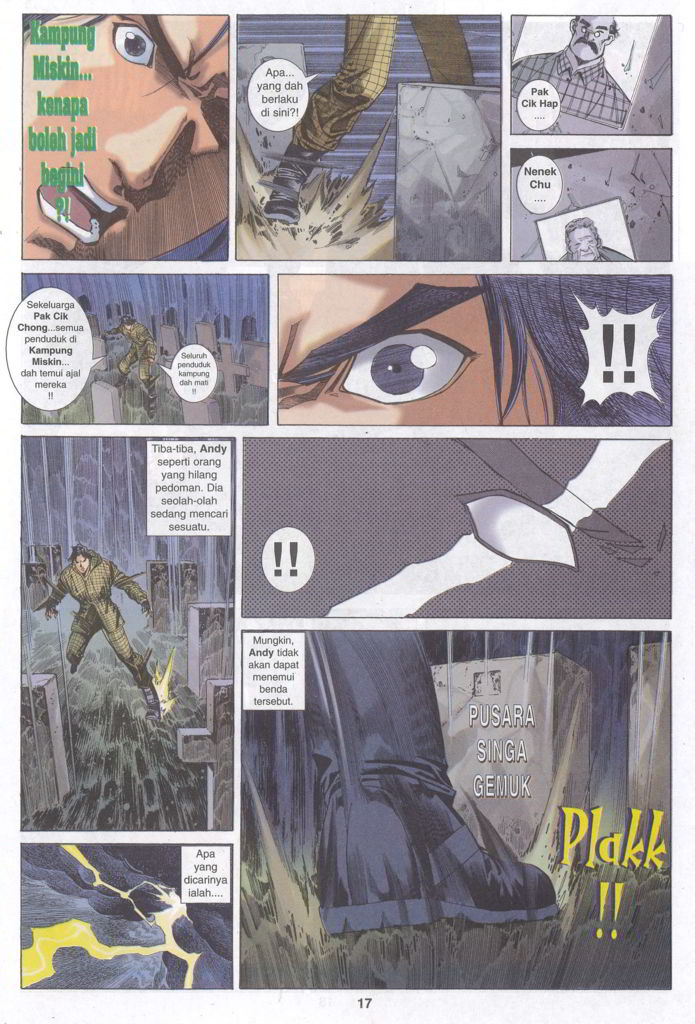 Kampung
Miskin...
kenapa
boleh jadi
begini
?!
Apa...
yang dah
berlaku
di sini?!
Pak
Cik Hap
....
Nenek
Chu
....
Sekeluarga
Pak Cik
Chong...semua
penduduk di
Kampung
Miskin...
dah temui ajal
mereka
!!
Seluruh
penduduk
kampung
dah mati
!!
!!
Tiba-tiba, Andy
seperti orang
yang hilang
pedoman. Dia
seolah-olah
sedang mencari
sesuatu.
!!
Mungkin,
Andy tidak
akan dapat
menemui
benda
tersebut.
PUSARA
SINGA
GEMUK
Plakk
!!
Apa
yang
dicarinya
ialah....
17